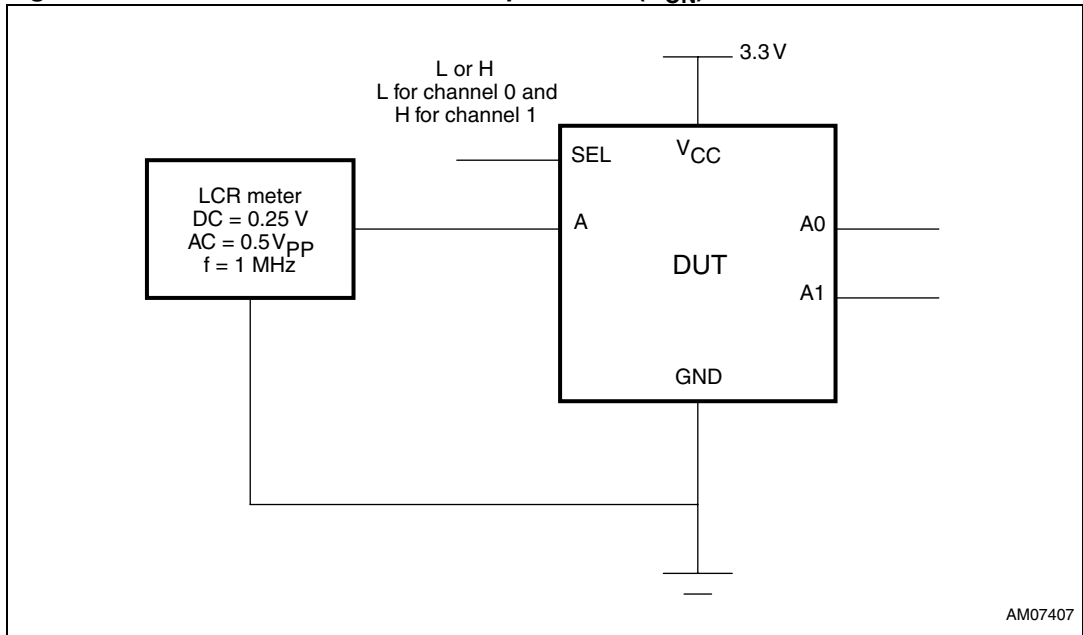 3.3 V
L or H
L for channel 0 and
H for channel 1
SEL
VCC
LCR meter
DC = 0.25 V
AC = 0.5VPP
f = 1 MHz
A
A0
DUT
A1
GND
AM07407